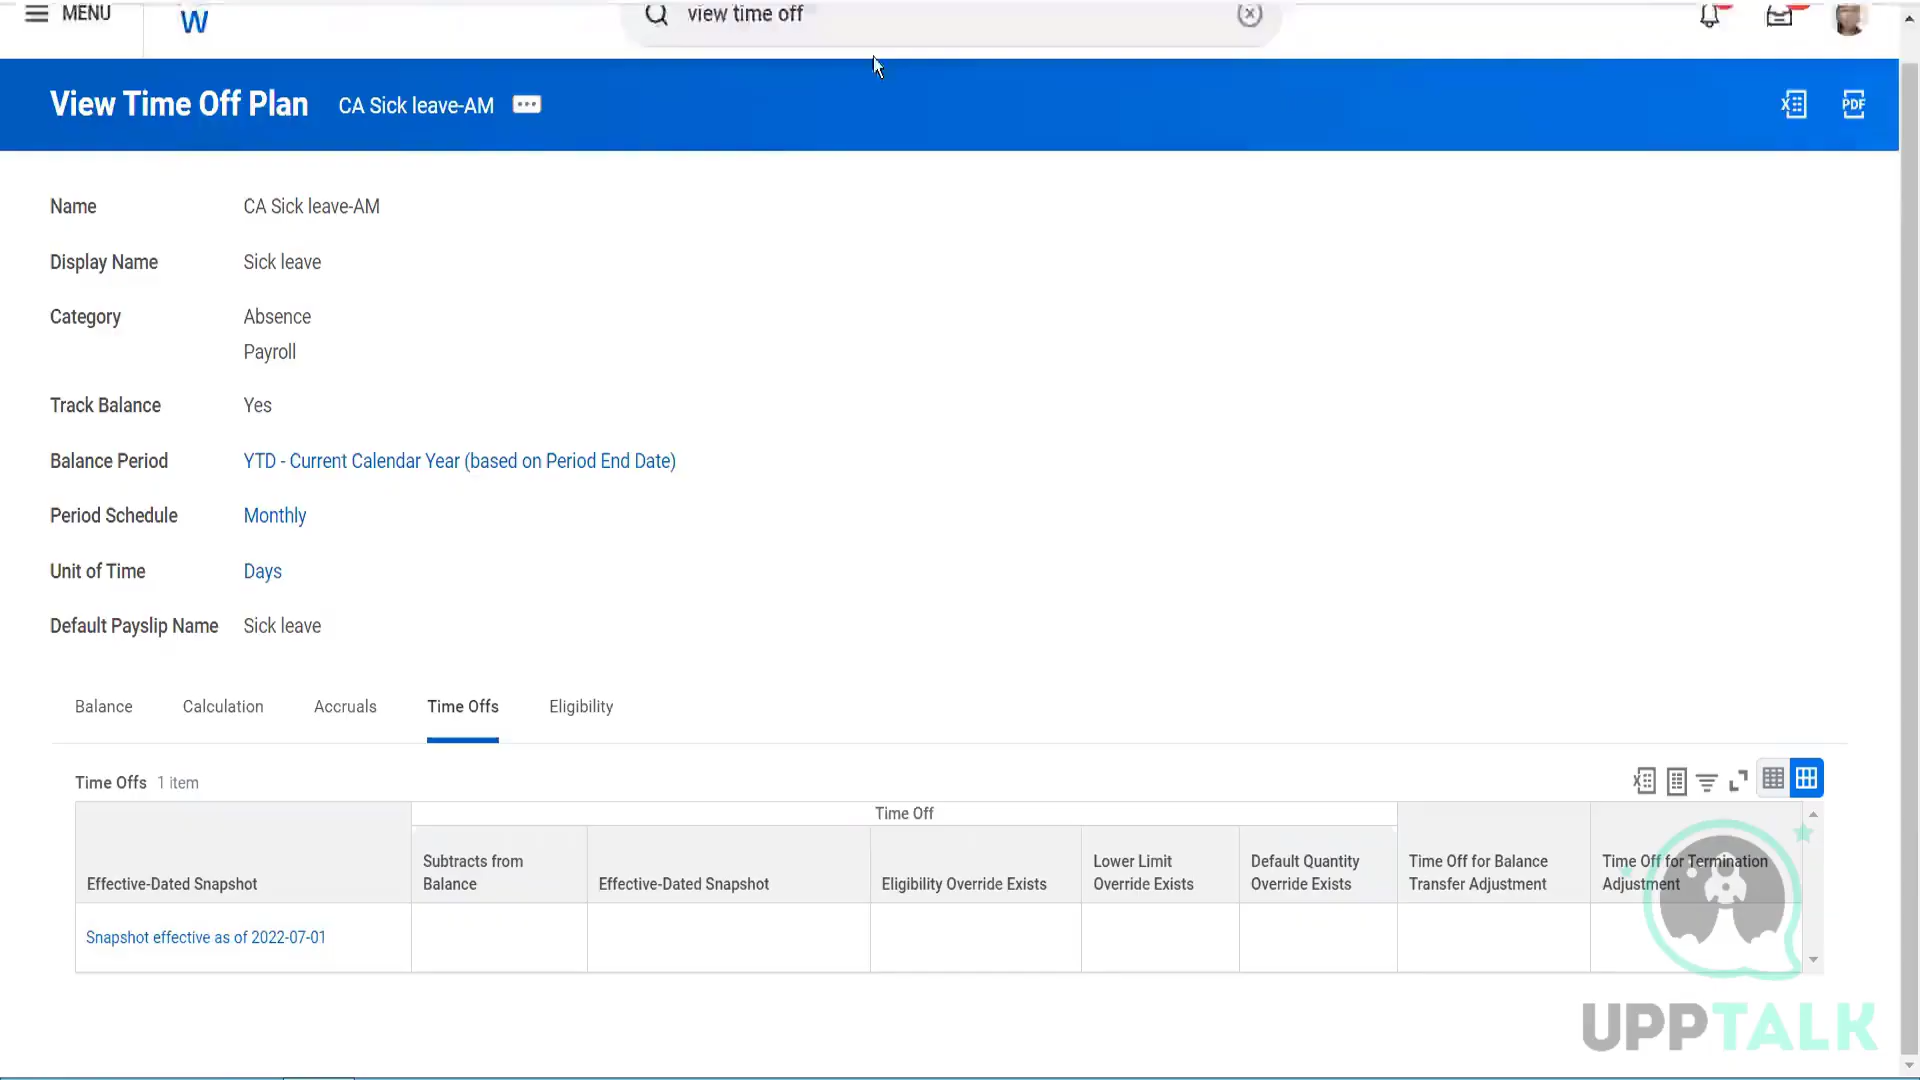 MENU
W
view time off
View Time Off Plan
CA Sick leave-AM
PDF
Name
CA Sick leave-AM
Display Name
Sick leave
Category
Absence
Payroll
Track Balance
Yes
Balance Period
YTD - Current Calendar Year (based on Period End Date)
Period Schedule
Monthly
Unit of Time
Days
Default Payslip Name
Sick leave
Balance
Calculation
Accruals
Time Offs
Eligibility
Time Offs 1 item
Time Off
Effective-Dated Snapshot
Subtracts from
Balance
Effective-Dated Snapshot
Eligibility Override Exists
Lower Limit
Override Exists
Default Quantity
Override Exists
Time Off for Balance
Transfer Adjustment
Time Off for Termination
Adjustment
Snapshot effective as of 2022-07-01
UPPTALK